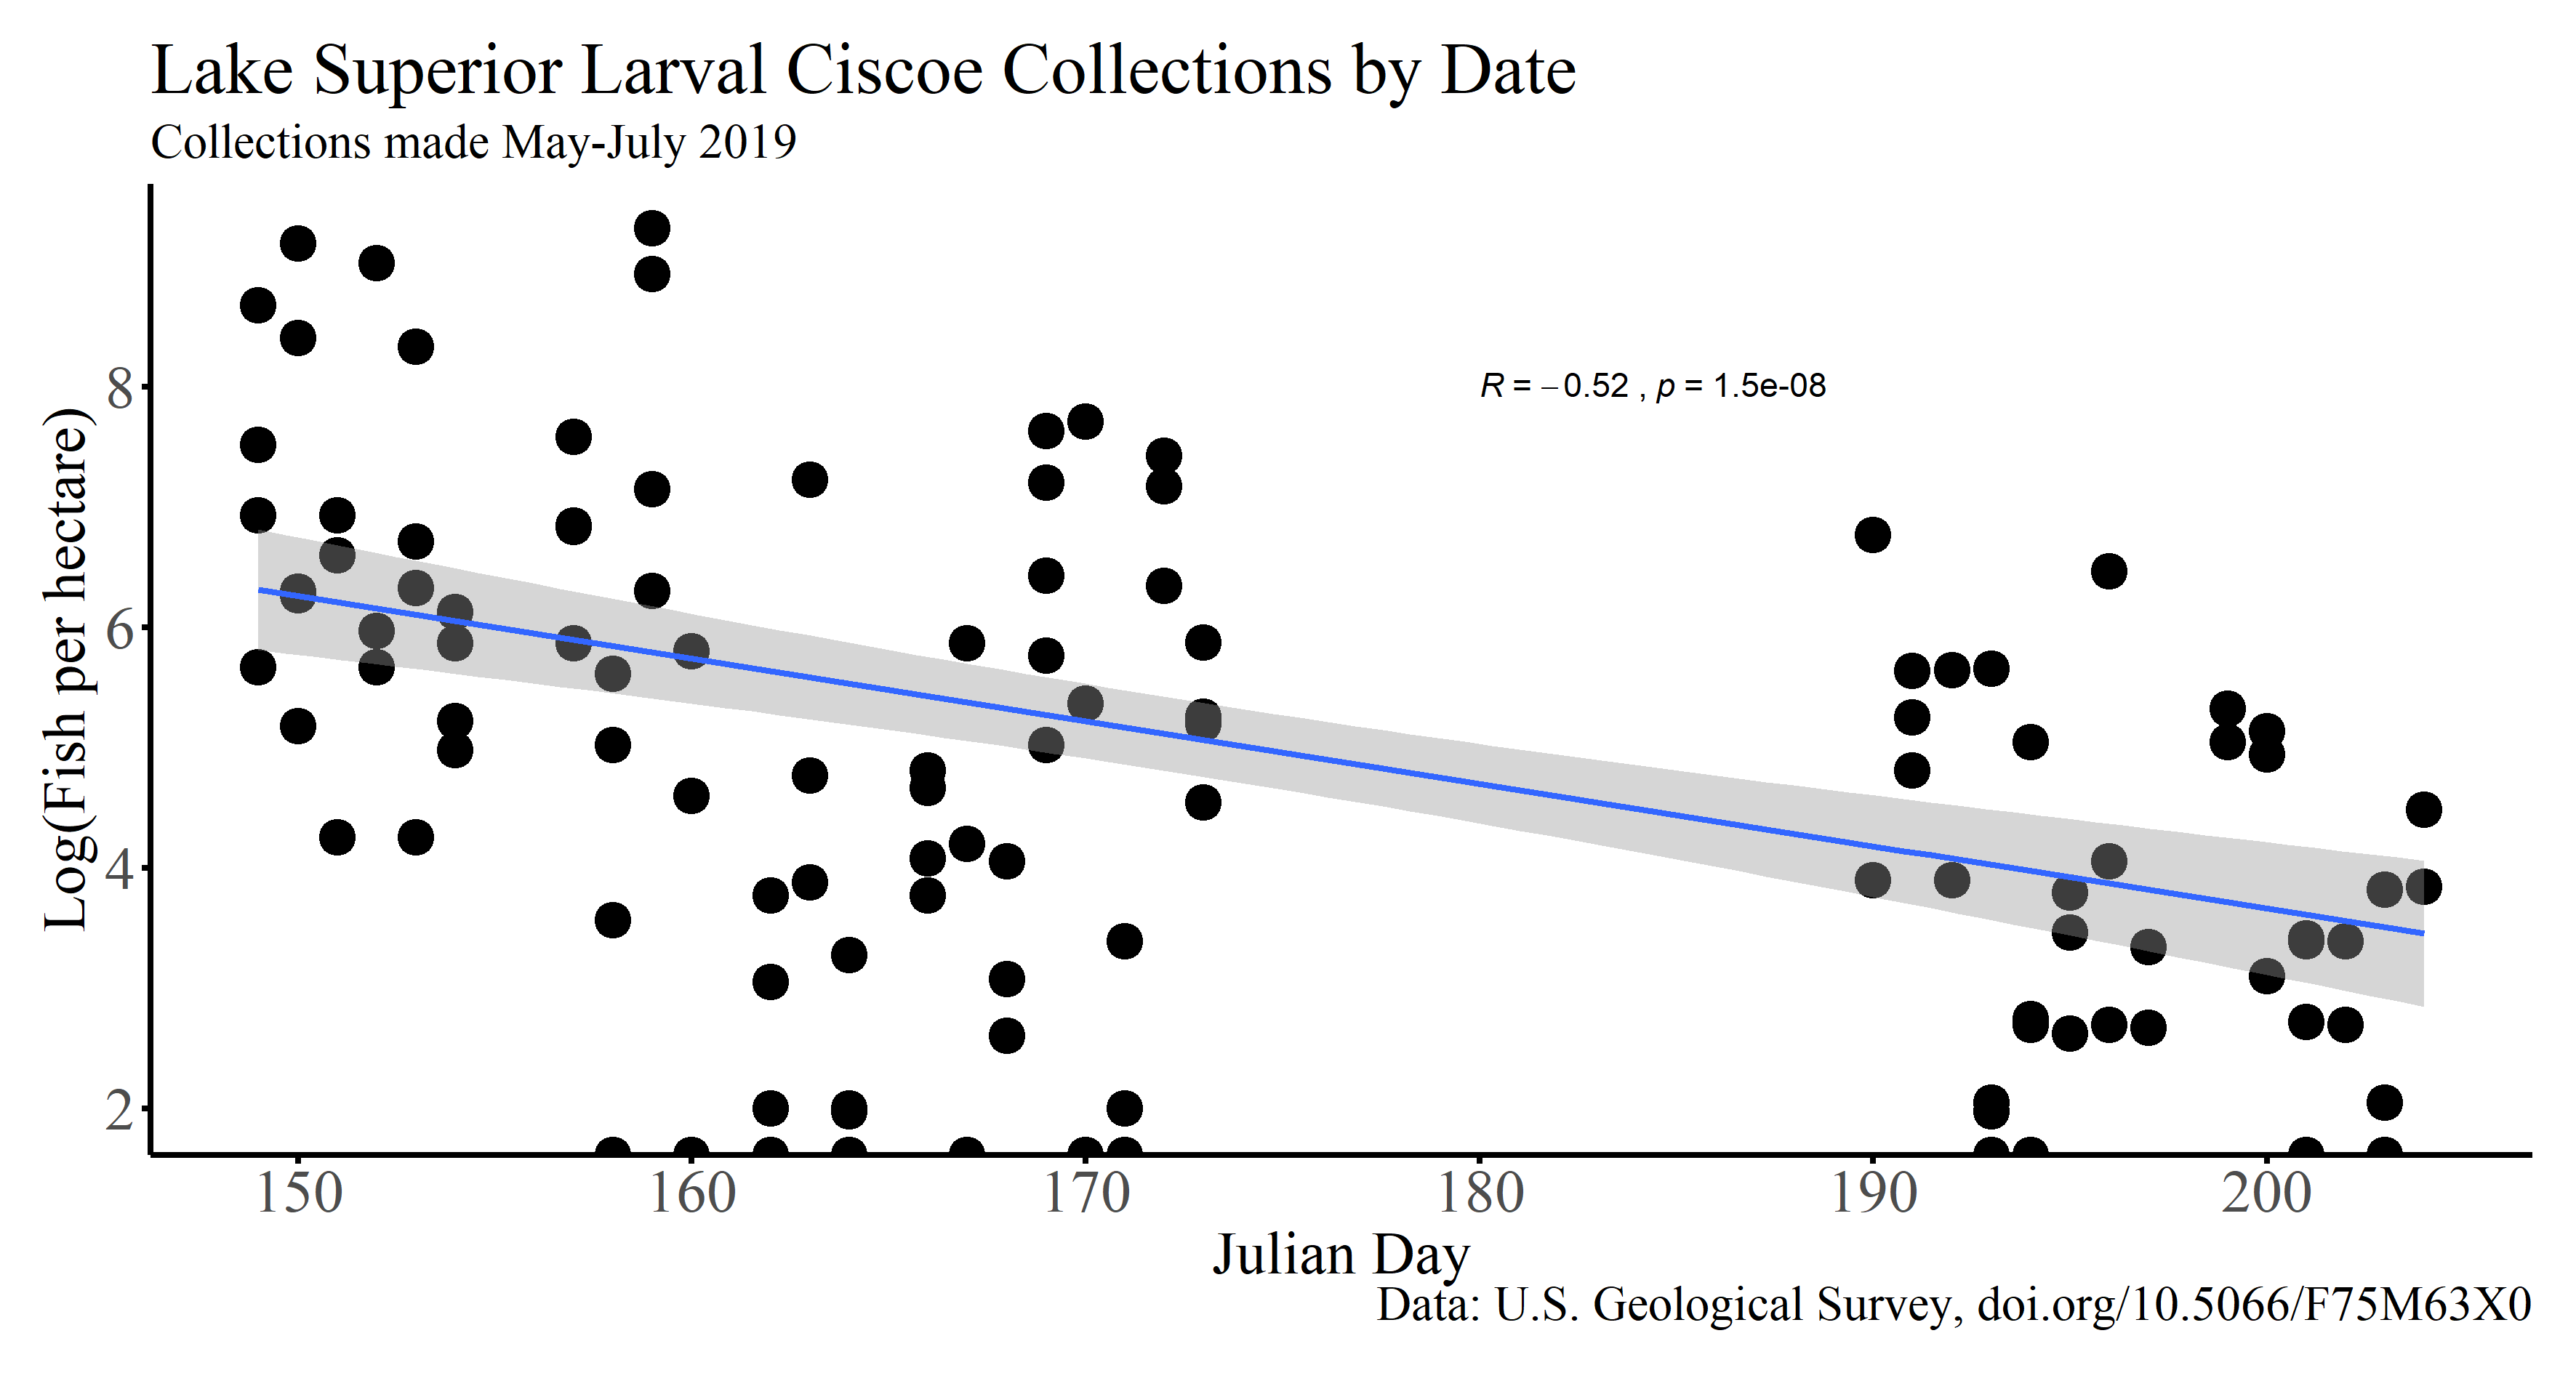 Lake Superior Larval Ciscoe Collections by Date
Collections made May-July 2019
Log(Fish per hectare)
8
6
4
2
R = −0.52 , p = 1.5e-08
150 160 170 180 190 200
Julian Day
Data: U.S. Geological Survey, doi.org/10.5066/F75M63X0